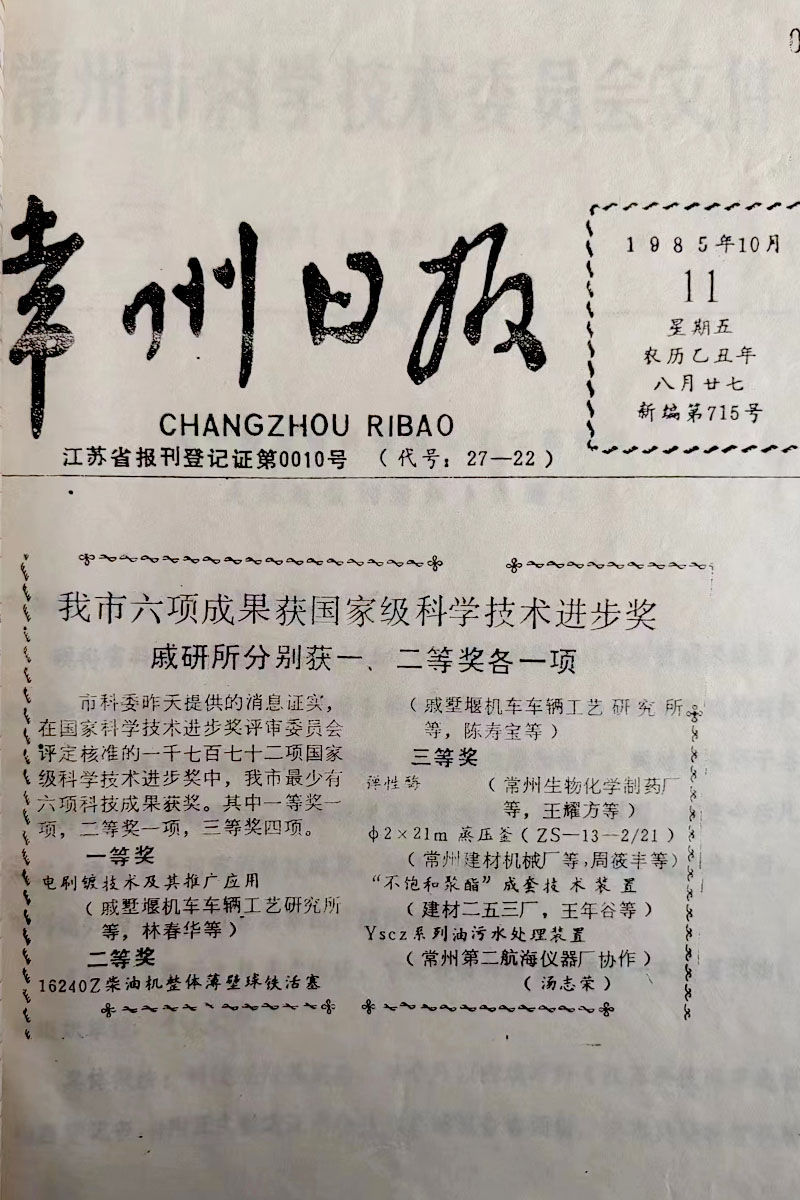 常州日报
CHANGZHOU RIBAO
江苏省报刊登记证第0010号 （代号：27—22）
1985年10月
11
星期五
农历乙丑年
八月廿七
新编第715号
我市六项成果获国家级科学技术进步奖
戚研所分别获一、二等奖各一项
市科委昨天提供的消息证实，
在国家科学技术进步奖评审委员会
评定核准的一千七百七十二项国家
级科学技术进步奖中，我市最少有
六项科技成果获奖。其中一等奖一
项，二等奖一项，三等奖四项。
一等奖
电刷镀技术及其推广应用
（戚墅堰机车车辆工艺研究所
等，林春华等）
二等奖
16240Z柴油机整体薄壁球铁活塞
（戚墅堰机车车辆工艺研究所
等，陈寿宝等）
三等奖
弹性酶 （常州生物化学制药厂
等，王耀方等）
φ2×21m 蒸压釜（ZS—13—2/21）
（常州建材机械厂等，周筱丰等）
“不饱和聚酯”成套技术装置
（建材二五三厂，王年谷等）
Yscz系列油污水处理装置
（常州第二航海仪器厂协作）
（汤志荣）